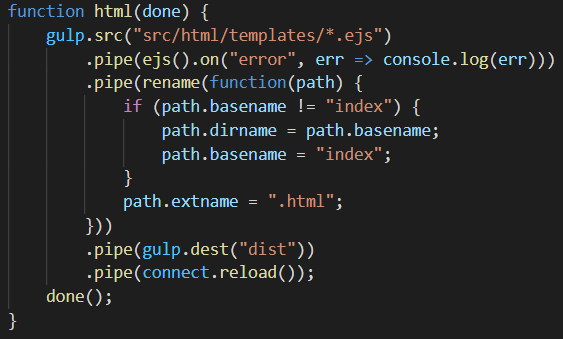 function html(done) {
    gulp.src("src/html/templates/*.ejs")
        .pipe(ejs().on("error", err => console.log(err)))
        .pipe(rename(function(path) {
            if (path.basename != "index") {
                path.dirname = path.basename;
                path.basename = "index";
            }
            path.extname = ".html";
        }))
        .pipe(gulp.dest("dist"))
        .pipe(connect.reload());
    done();
}